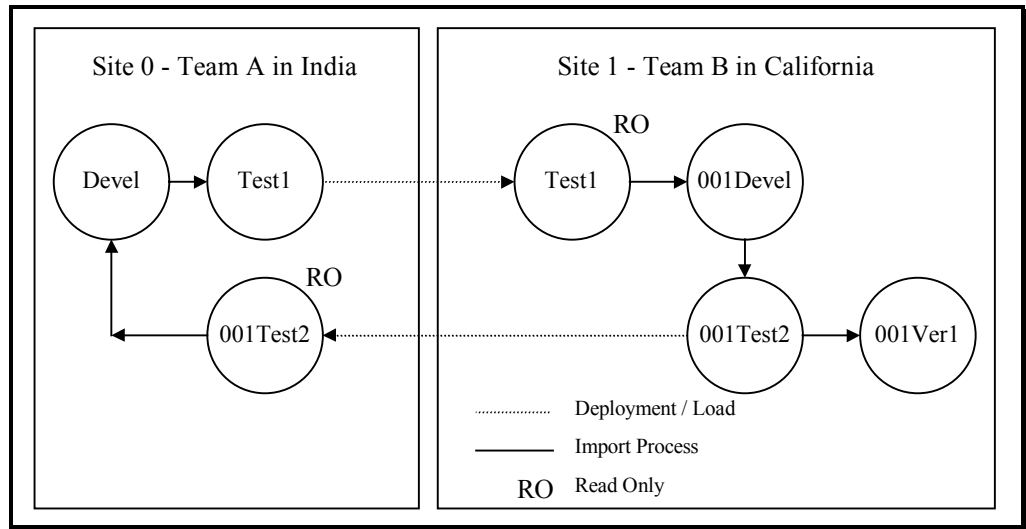 Site 0 - Team A in India
Devel
Test1
RO
001Test2
Site 1 - Team B in California
RO
Test1
001Devel
001Test2
001Ver1
Deployment / Load
Import Process
RO Read Only